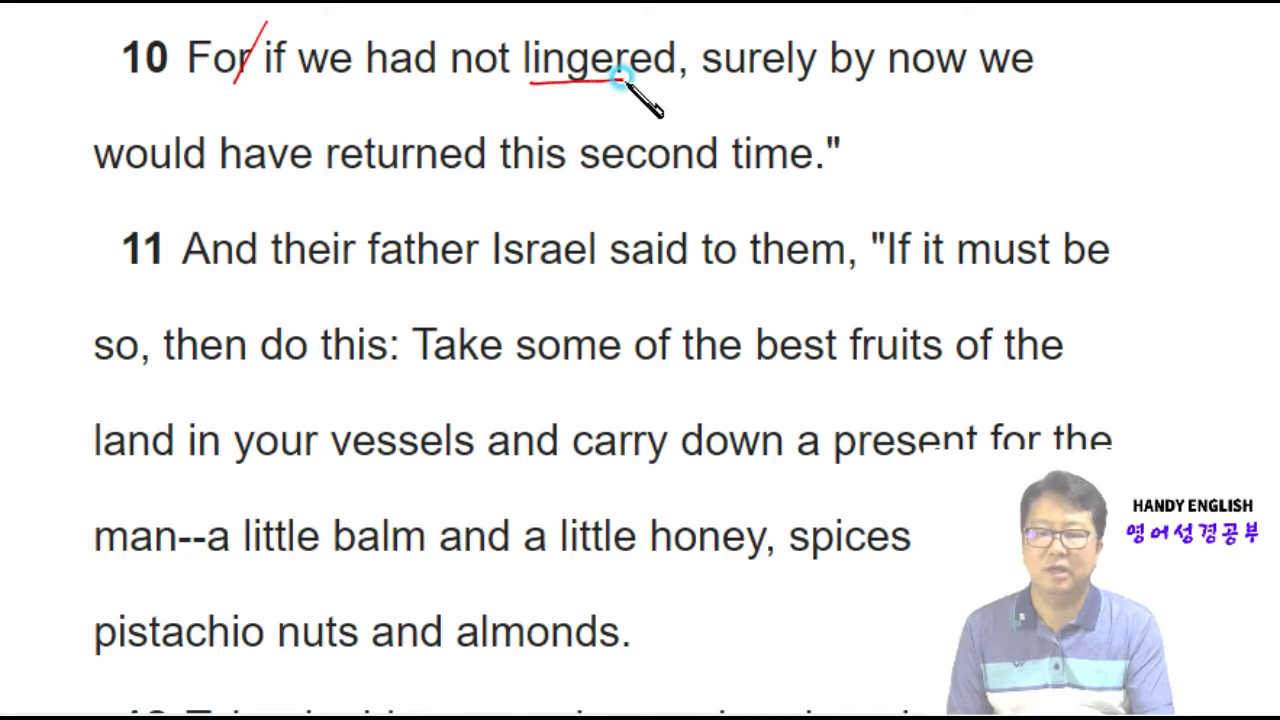 10 For if we had not lingered, surely by now we
would have returned this second time."
11 And their father Israel said to them, "If it must be
so, then do this: Take some of the best fruits of the
land in your vessels and carry down a present for the
man--a little balm and a little honey, spices
pistachio nuts and almonds.
HANDY ENGLISH
영어성경공부